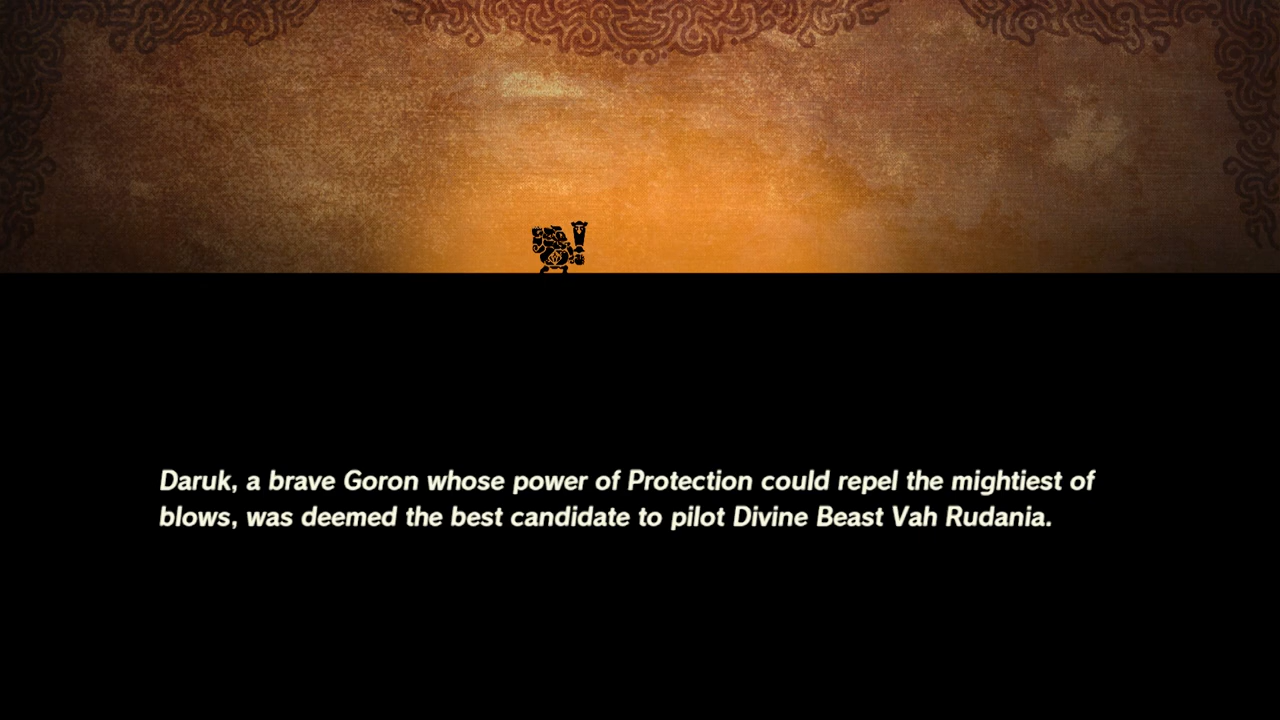 Daruk, a brave Goron whose power of Protection could repel the mightiest of
blows, was deemed the best candidate to pilot Divine Beast Vah Rudania.